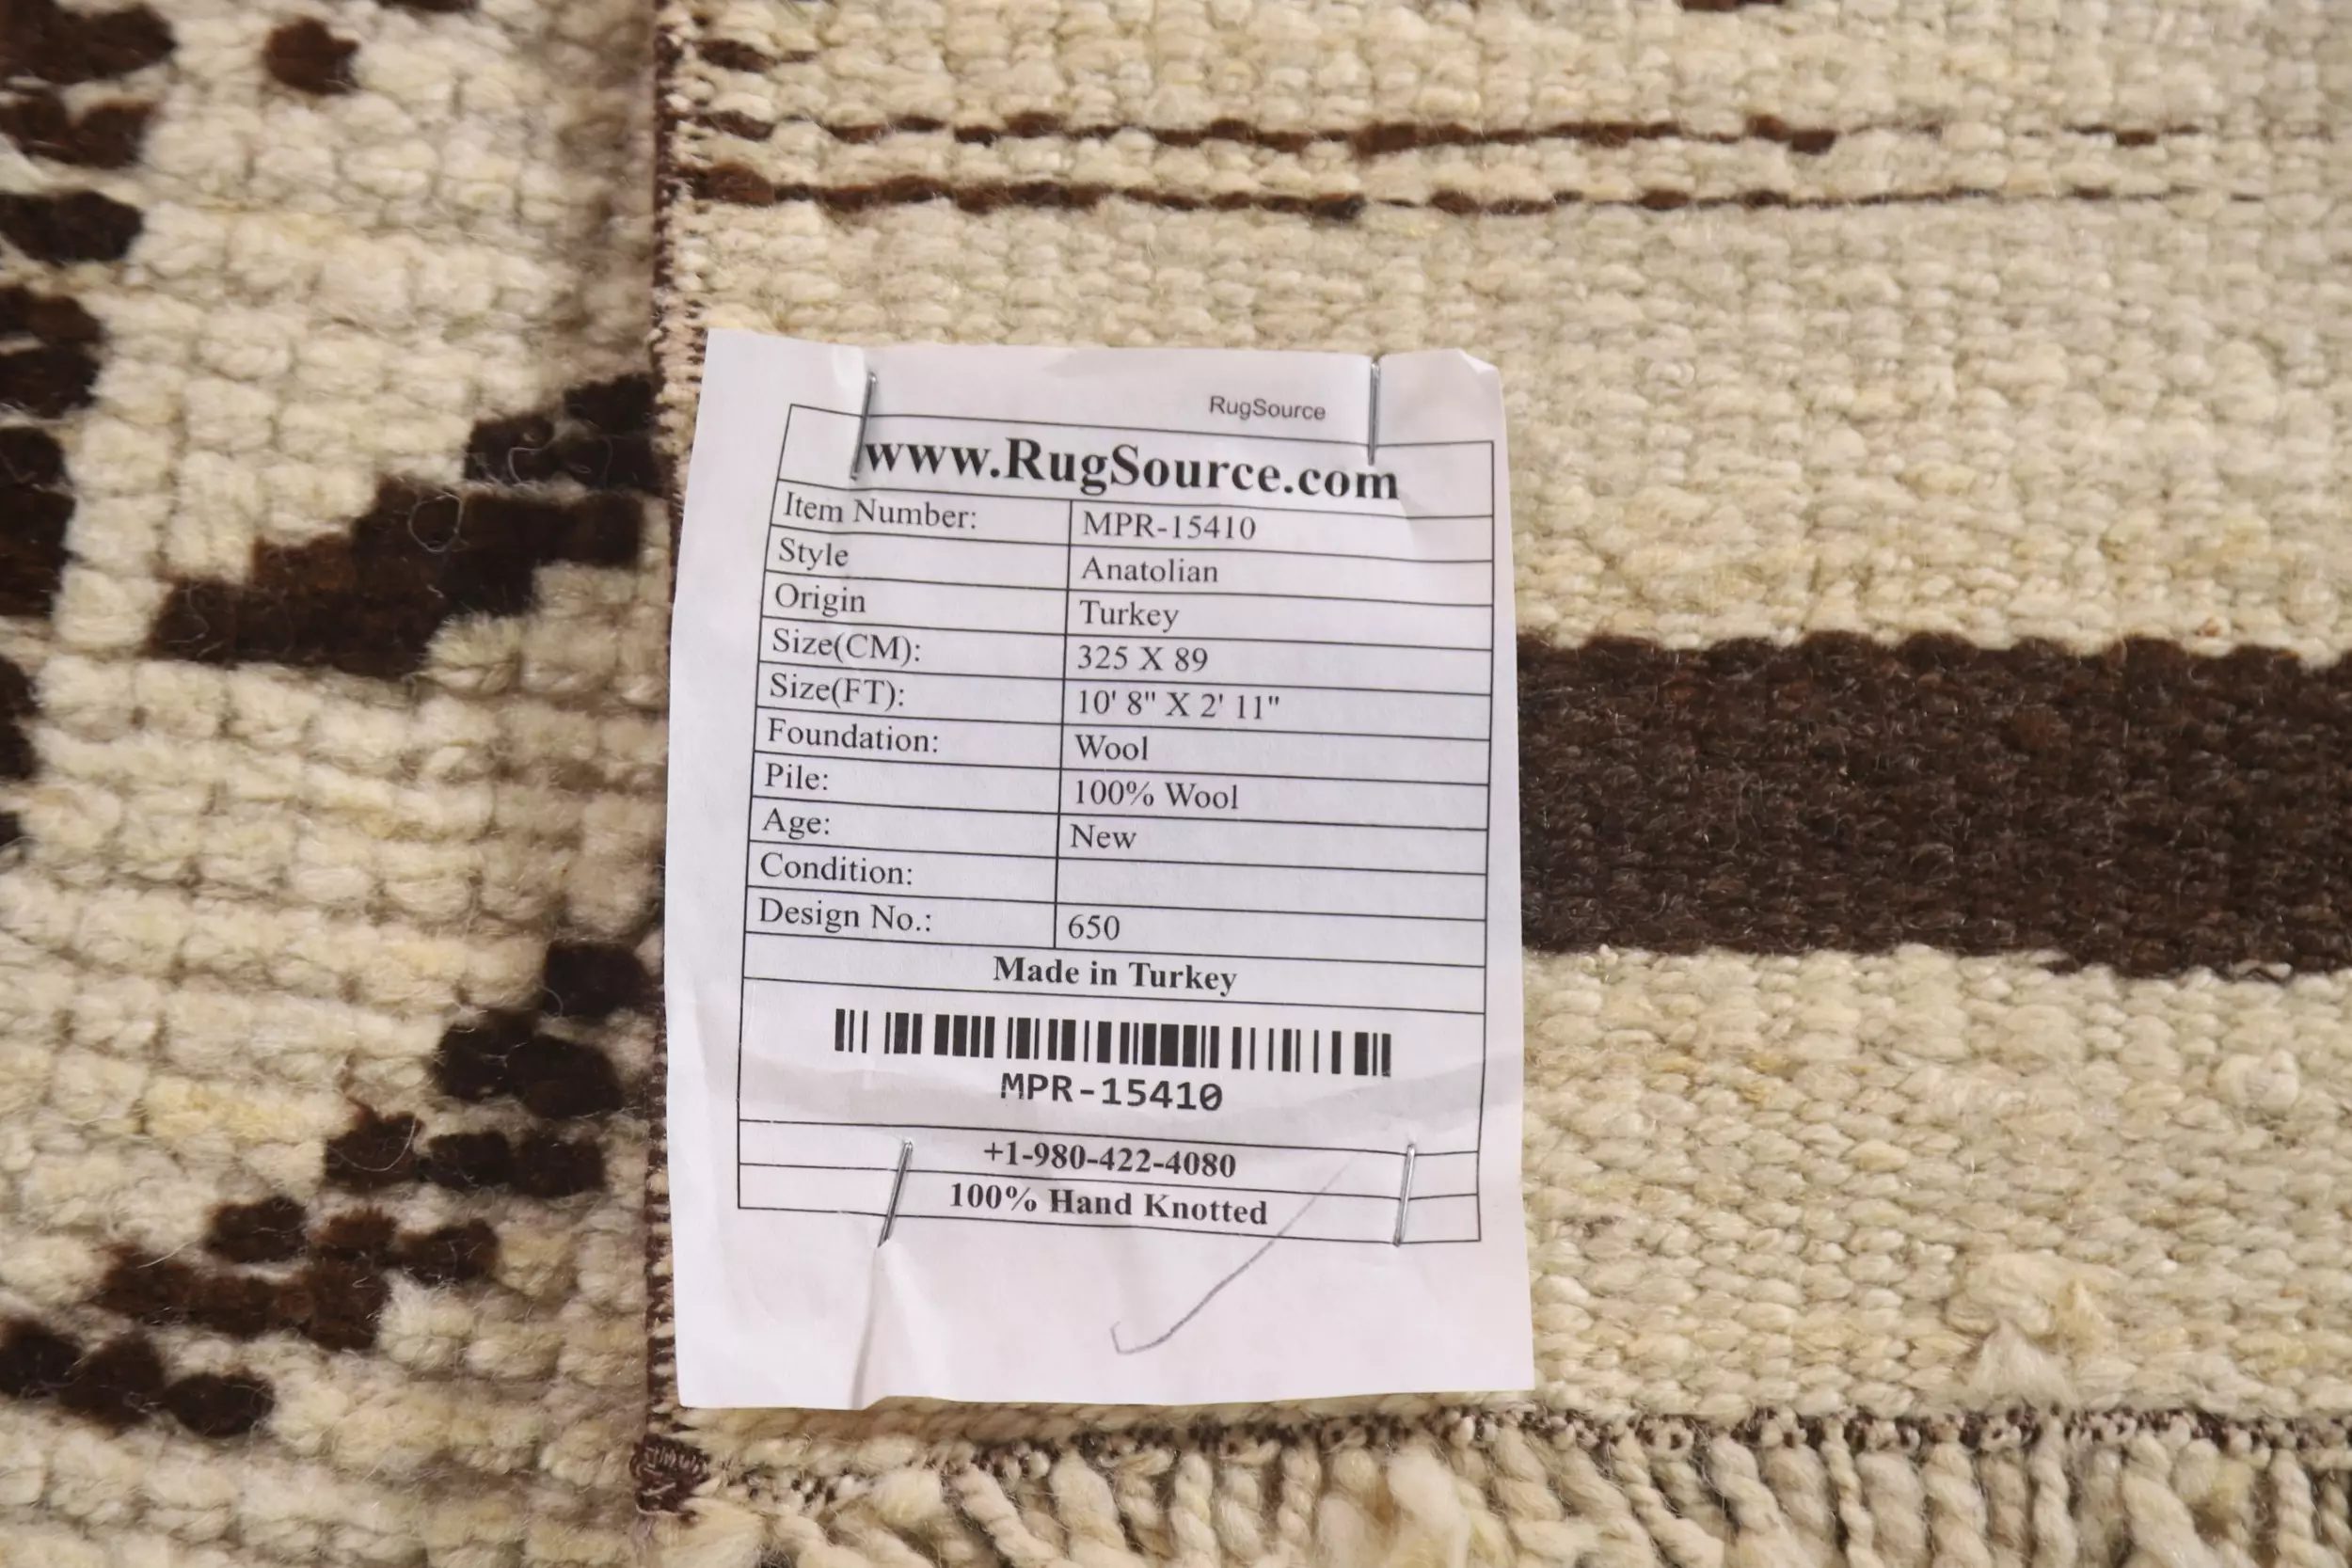 RugSource
www.RugSource.com
Item Number: MPR-15410
Style Anatolian
Origin Turkey
Size(CM): 325 X 89
Size(FT): 10' 8" X 2' 11"
Foundation: Wool
Pile: 100% Wool
Age: New
Condition:
Design No.: 650
Made in Turkey
MPR-15410
+1-980-422-4080
100% Hand Knotted